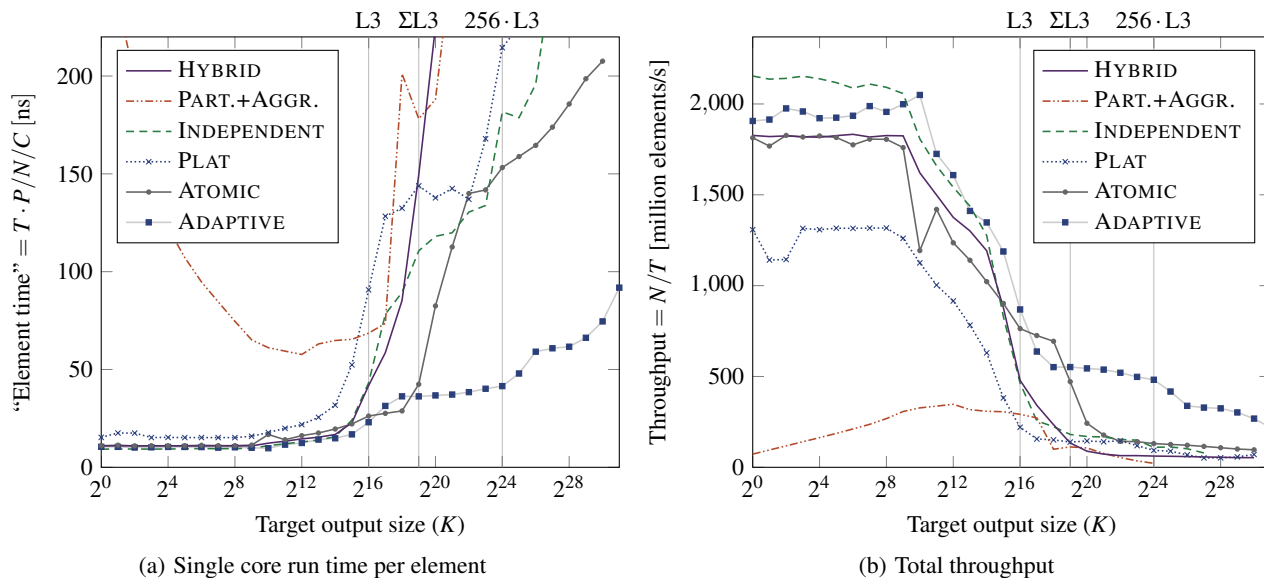 L3 ΣL3 256·L3
200
150
100
50
0
2^0 2^4 2^8 2^12 2^16 2^20 2^24 2^28
HYBRID
PART.+AGGR.
INDEPENDENT
PLAT
ATOMIC
ADAPTIVE
“Element time” = T · P/N/C [ns]
Target output size (K)
(a) Single core run time per element
L3 ΣL3 256·L3
2,000
1,500
1,000
500
0
2^0 2^4 2^8 2^12 2^16 2^20 2^24 2^28
HYBRID
PART.+AGGR.
INDEPENDENT
PLAT
ATOMIC
ADAPTIVE
Throughput = N/T [million elements/s]
Target output size (K)
(b) Total throughput